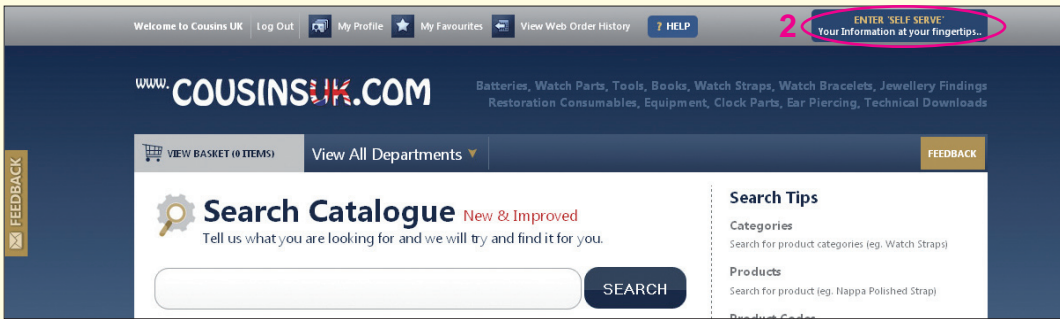 Welcome to Cousins UK Log Out My Profile My Favourites View Web Order History ? HELP
2
ENTER 'SELF SERVE'
Your Information at your fingertips..
www.COUSINSUK.COM
Batteries, Watch Parts, Tools, Books, Watch Straps, Watch Bracelets, Jewellery Findings
Restoration Consumables, Equipment, Clock Parts, Ear Piercing, Technical Downloads
VIEW BASKET (0 ITEMS) View All Departments
FEEDBACK
FEEDBACK
Search Catalogue New & Improved
Tell us what you are looking for and we will try and find it for you.
SEARCH
Search Tips
Categories
Search for product categories (eg. Watch Straps)
Products
Search for product (eg. Nappa Polished Strap)
Product Codes